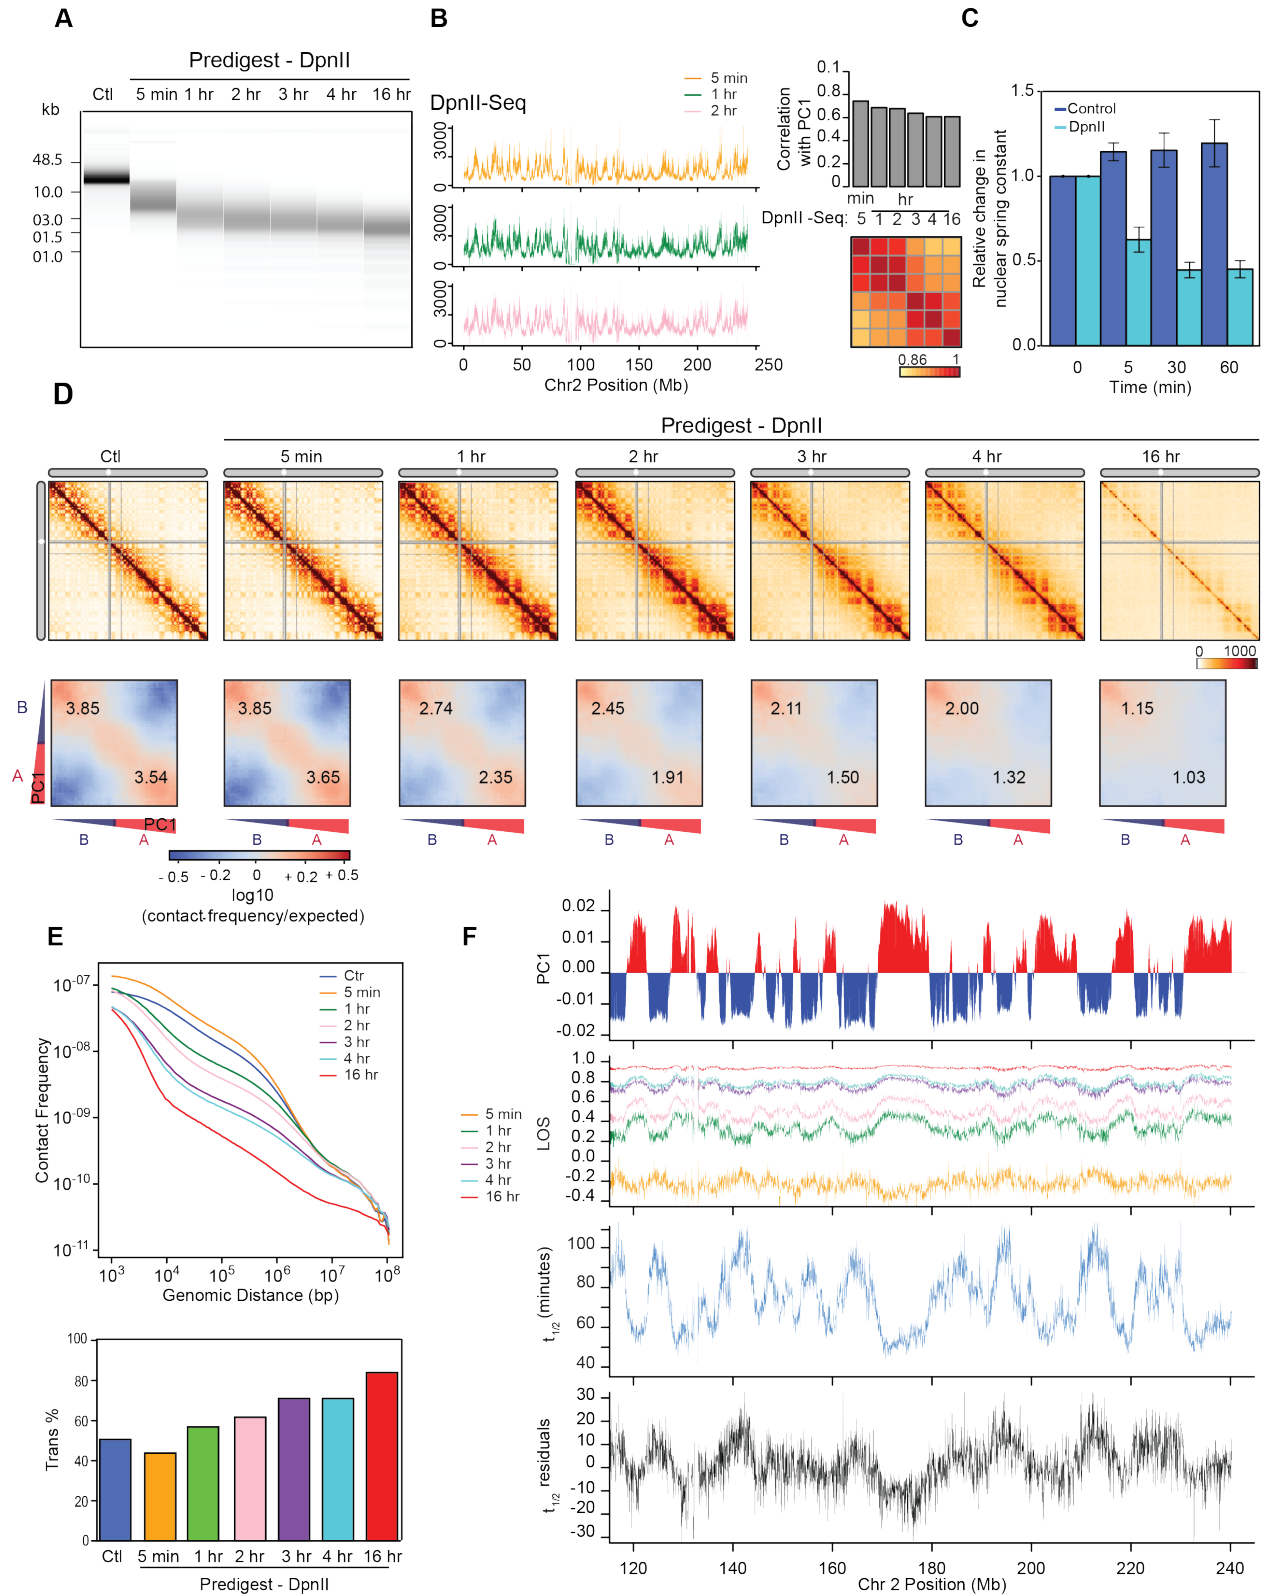 A
Predigest - DpnII
Ctl 5 min 1 hr 2 hr 3 hr 4 hr 16 hr
kb
48.5
10.0
03.0
01.5
01.0
B
5 min
1 hr
2 hr
DpnII-Seq
3000
0
3000
0
3000
0
0 50 100 150 200 250
Chr2 Position (Mb)
Correlation with PC1
0.1
0.8
0.6
0.4
0.2
0
min hr
DpnII -Seq: 5 1 2 3 4 16
0.86 1
C
Relative change in nuclear spring constant
1.5
1.0
0.5
0.0
Control
DpnII
0 5 30 60
Time (min)
D
Predigest - DpnII
Ctl 5 min 1 hr 2 hr 3 hr 4 hr 16 hr
0 1000
B
A
PC1
3.85 3.85 2.74 2.45 2.11 2.00 1.15
3.54 3.65 2.35 1.91 1.50 1.32 1.03
PC1
B A B A B A B A B A B A B A
- 0.5 - 0.2 0 + 0.2 + 0.5
log10
(contact frequency/expected)
E
Contact Frequency
10-07
10-08
10-09
10-10
10-11
Ctr
5 min
1 hr
2 hr
3 hr
4 hr
16 hr
103 104 105 106 107 108
Genomic Distance (bp)
Trans %
100
80
60
40
20
0
Ctl 5 min 1 hr 2 hr 3 hr 4 hr 16 hr
Predigest - DpnII
F
PC1
0.02
0.01
0.00
-0.01
-0.02
5 min
1 hr
2 hr
3 hr
4 hr
16 hr
LOS
1.0
0.8
0.6
0.4
0.2
0.0
-0.2
-0.4
t 1/2 (minutes)
100
80
60
40
t 1/2 residuals
30
20
10
0
-10
-20
-30
120 140 160 180 200 220 240
Chr 2 Position (Mb)